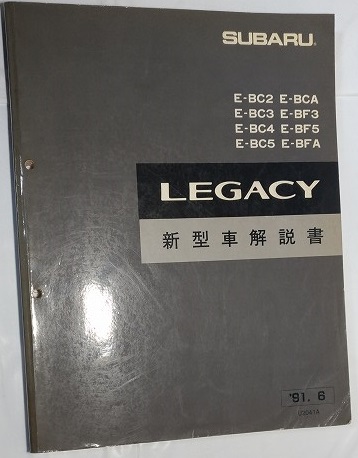 SUBARU®
E-BC2 E-BCA
E-BC3 E-BF3
E-BC4 E-BF5
E-BC5 E-BFA
LEGACY
新型車解説書
'91. 6